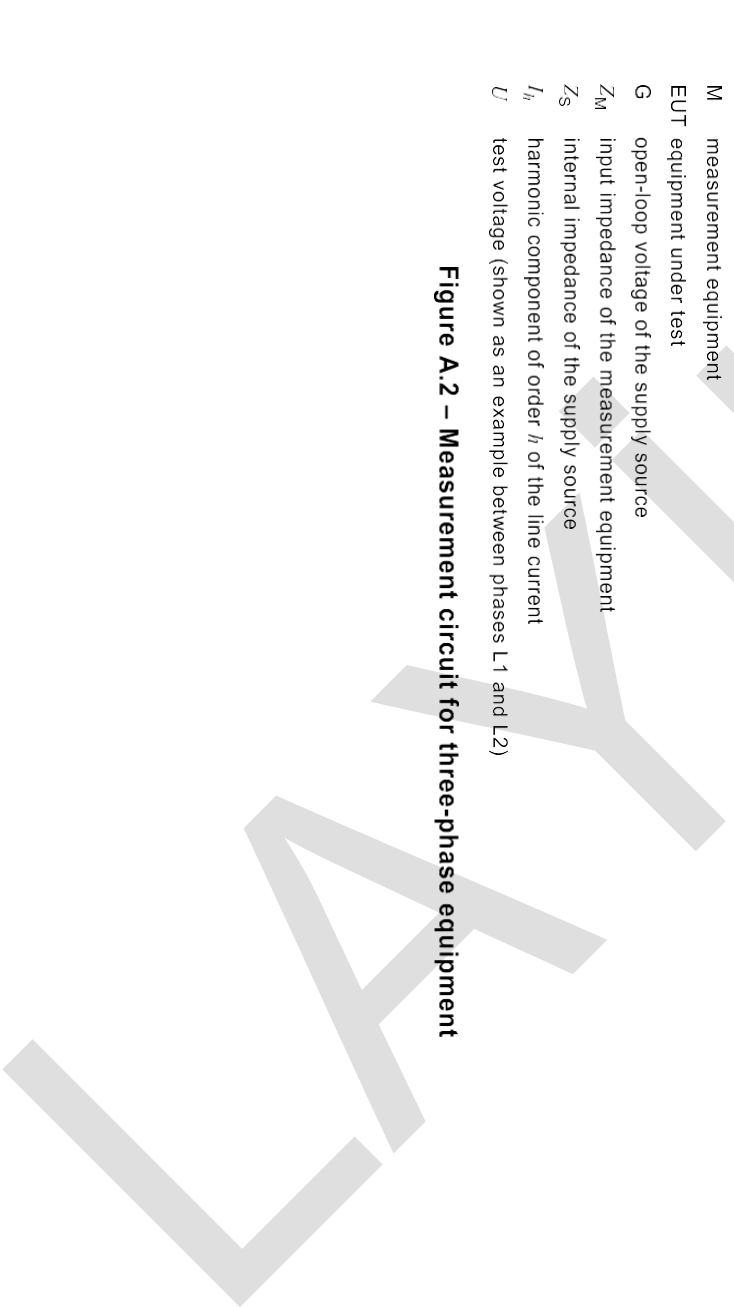 M measurement equipment
EUT equipment under test
G open-loop voltage of the supply source
Z_M input impedance of the measurement equipment
Z_S internal impedance of the supply source
I_h harmonic component of order h of the line current
U test voltage (shown as an example between phases L1 and L2)
Figure A.2 – Measurement circuit for three-phase equipment
LAY